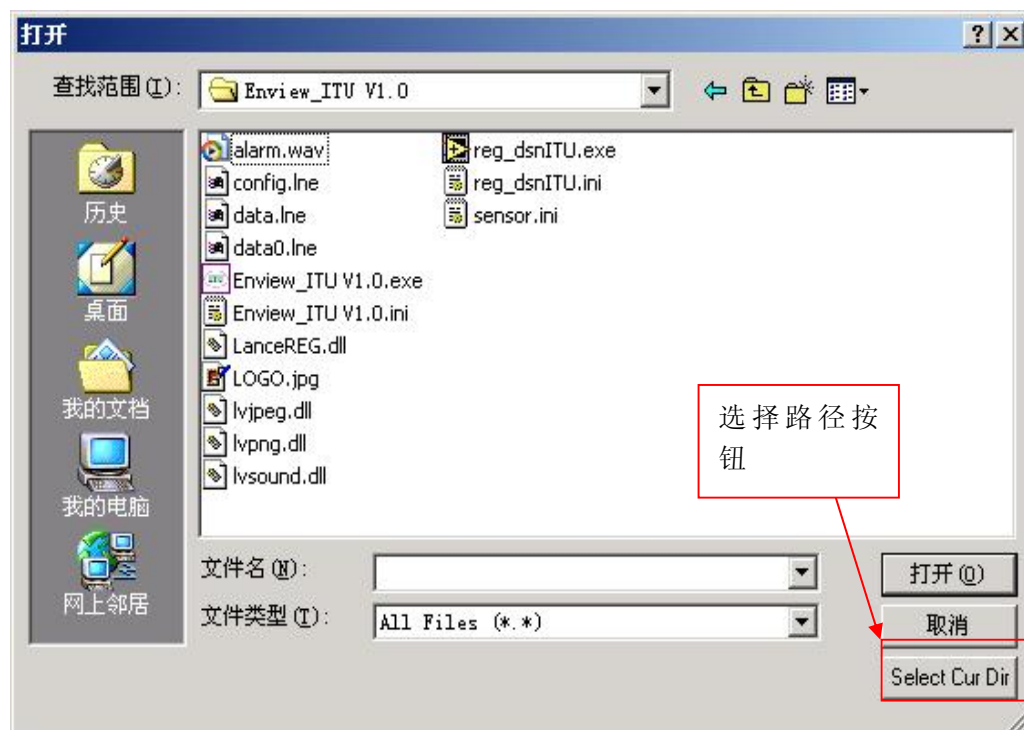 打开
查找范围(I):
Enview_ITU V1.0
历史
桌面
我的文档
我的电脑
网上邻居
alarm.wav
config.lne
data.lne
data0.lne
Enview_ITU V1.0.exe
Enview_ITU V1.0.ini
LanceREG.dll
LOGO.jpg
lvjpeg.dll
lvpng.dll
lvsound.dll
reg_dsnITU.exe
reg_dsnITU.ini
sensor.ini
选择路径按
钮
文件名(N):
打开(O)
文件类型(T):
All Files (*.*)
取消
Select Cur Dir